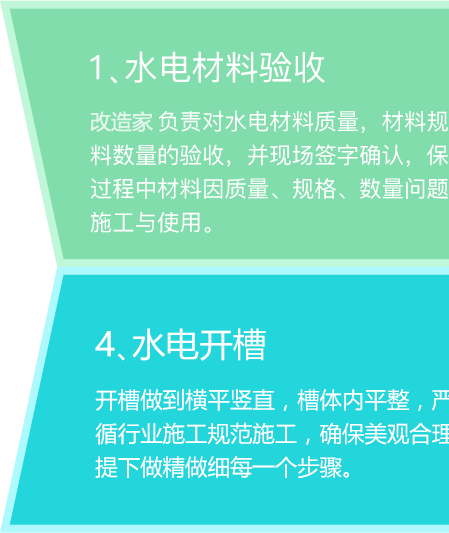 1、水电材料验收
改造家 负责对水电材料质量，材料规
料数量的验收，并现场签字确认，保
过程中材料因质量、规格、数量问题
施工与使用。
4、水电开槽
开槽做到横平竖直，槽体内平整，严
循行业施工规范施工，确保美观合理
提下做精做细每一个步骤。